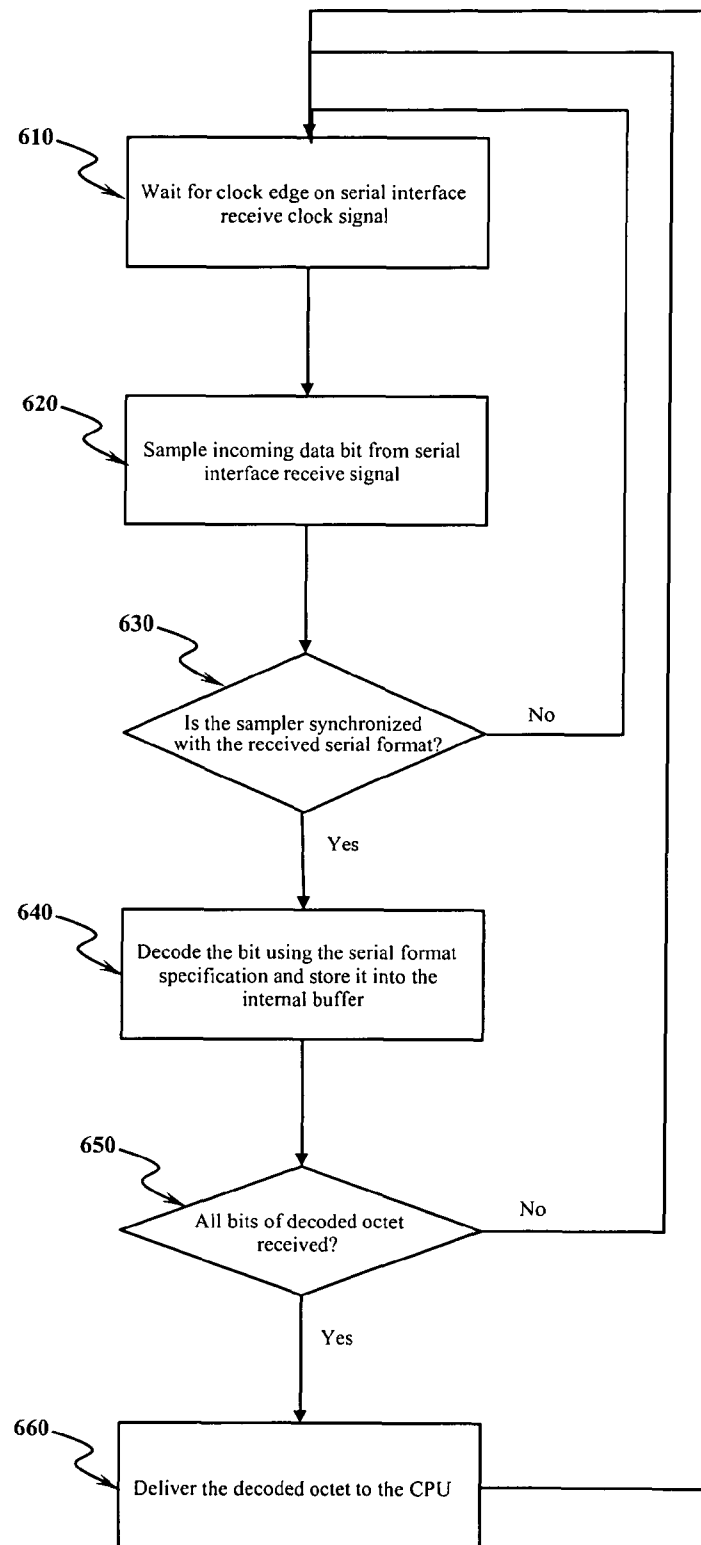 610
Wait for clock edge on serial interface
receive clock signal
620
Sample incoming data bit from serial
interface receive signal
630
Is the sampler synchronized
with the received serial format?
No
Yes
640
Decode the bit using the serial format
specification and store it into the
internal buffer
650
All bits of decoded octet
received?
No
Yes
660
Deliver the decoded octet to the CPU